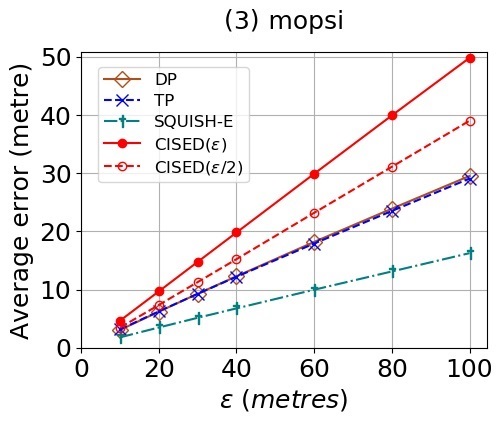 (3) mopsi
Average error (metre)
50
40
30
20
10
0
DP
TP
SQUISH-E
CISED(ε)
CISED(ε/2)
0 20 40 60 80 100
ε (metres)